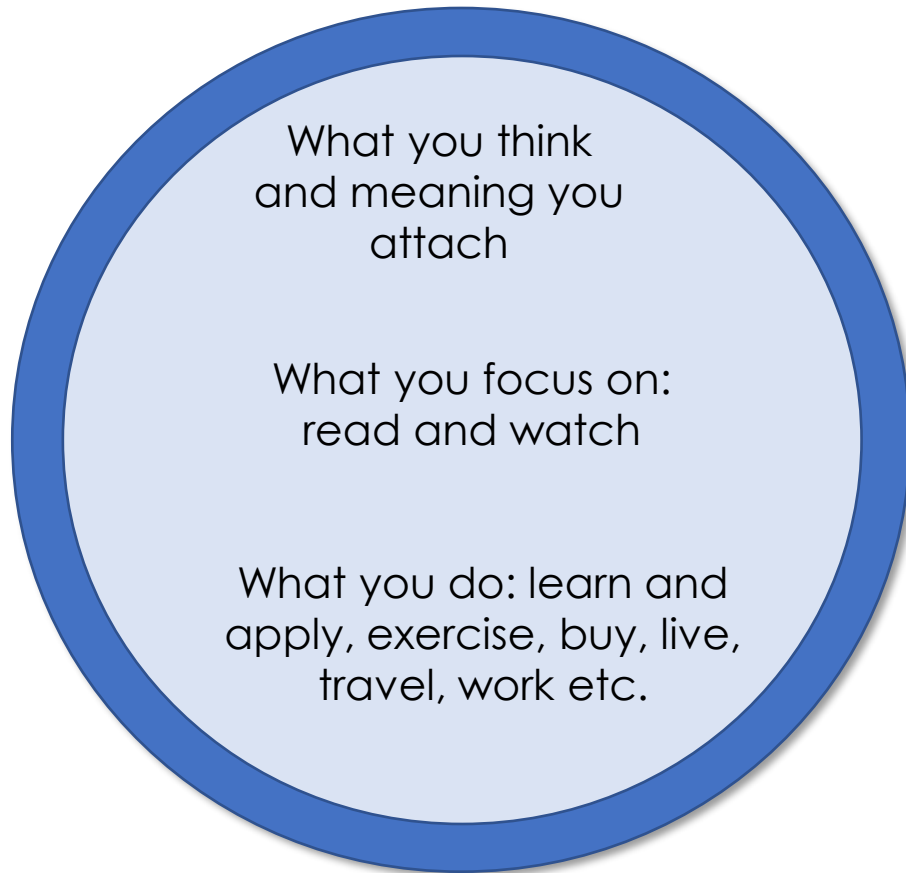 What you think
and meaning you
attach
What you focus on:
read and watch
What you do: learn and
apply, exercise, buy, live,
travel, work etc.